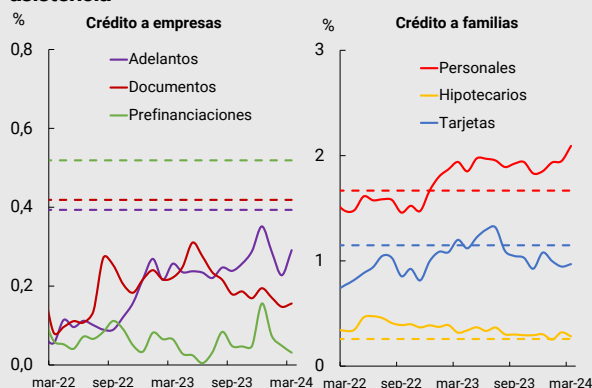 asistencia
Crédito a empresas
%
0,8
0,6
0,4
0,2
0,0
Adelantos
Documentos
Prefinanciaciones
mar-22 sep-22 mar-23 sep-23 mar-24
Crédito a familias
%
3
2
1
0
Personales
Hipotecarios
Tarjetas
mar-22 sep-22 mar-23 sep-23 mar-24